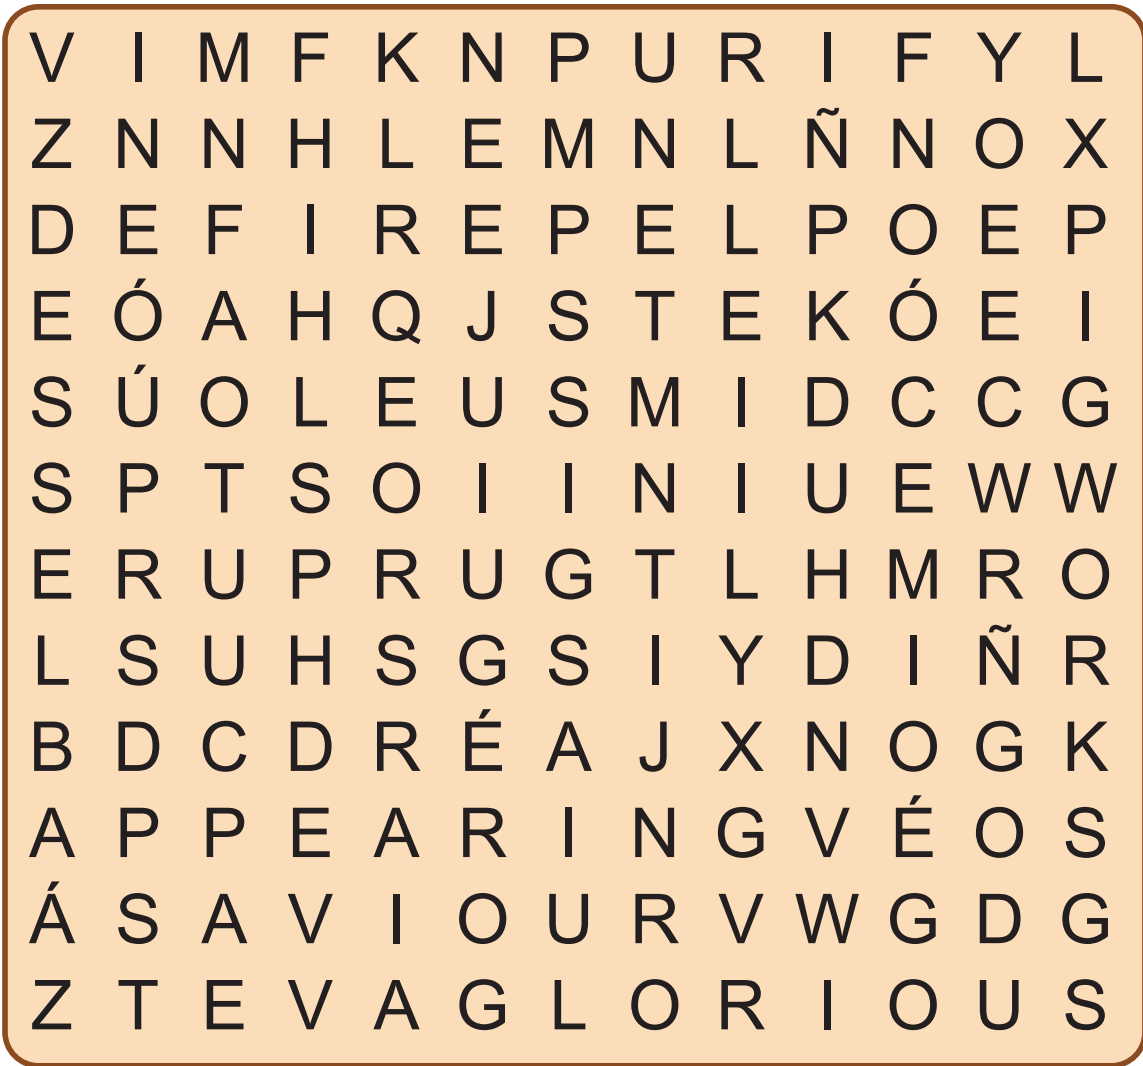 V I M F K N P U R I F Y L
Z N N H L E M N L Ñ N O X
D E F I R E P E L P O E P
E Ó A H Q J S T E K Ó E I
S Ú O L E U S M I D C C G
S P T S O I I N I U E W W
E R U P R U G T L H M R O
L S U H S G S I Y D I Ñ R
B D C D R É A J X N O G K
A P P E A R I N G V É O S
Á S A V I O U R V W G D G
Z T E V A G L O R I O U S